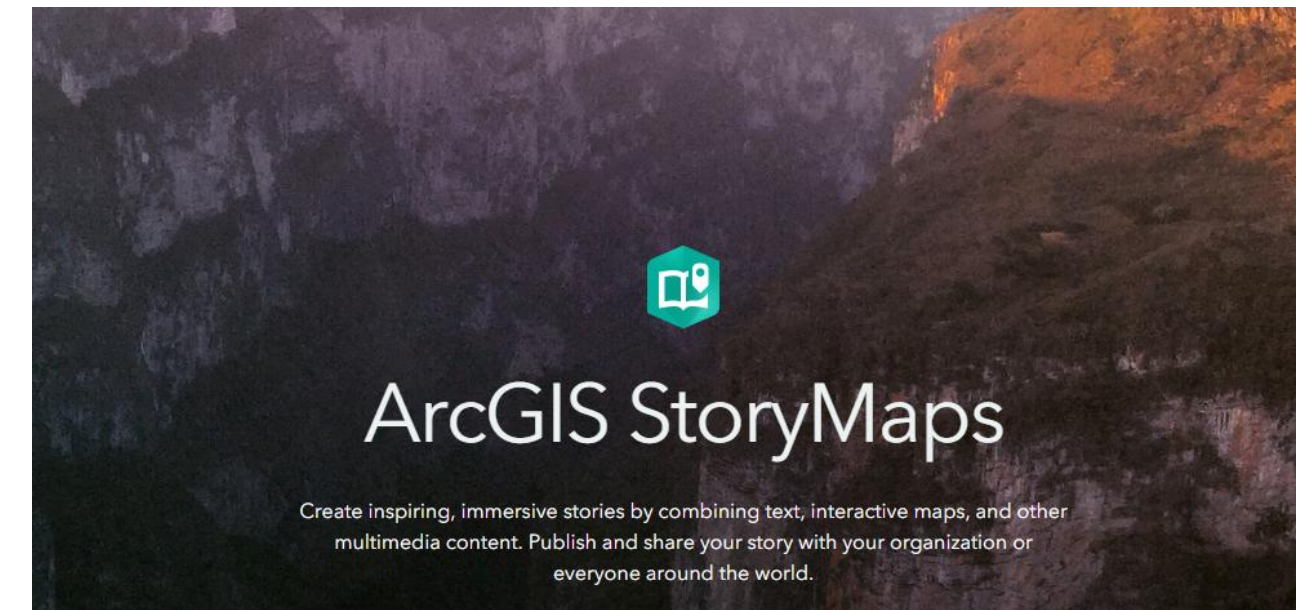 ArcGIS StoryMaps
Create inspiring, immersive stories by combining text, interactive maps, and other
multimedia content. Publish and share your story with your organization or
everyone around the world.